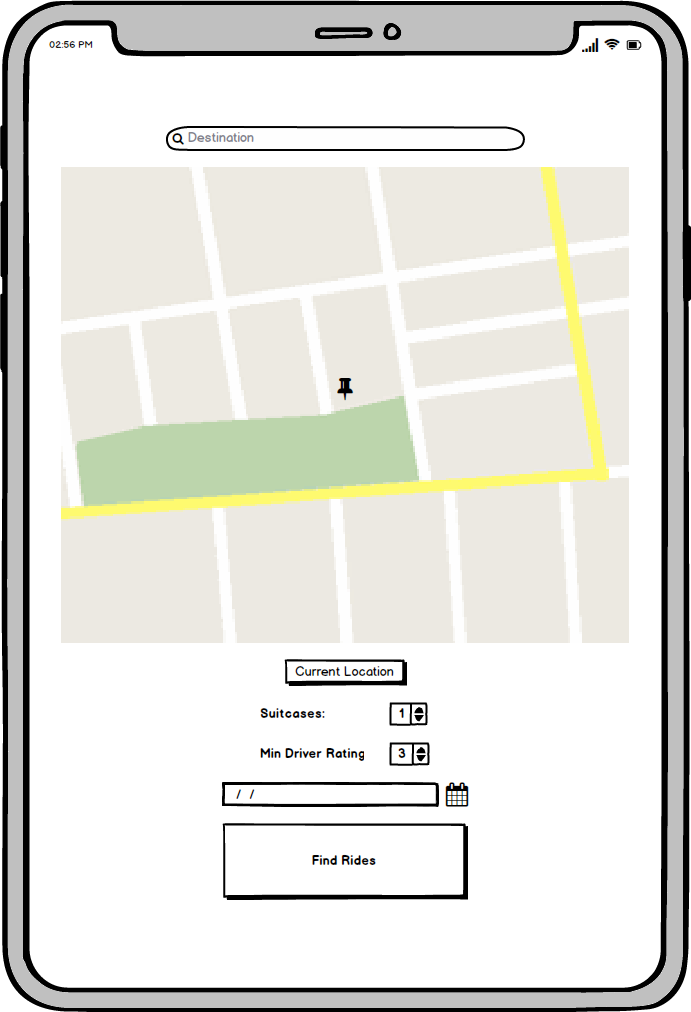 02:56 PM
Destination
Current Location
Suitcases: 1
Min Driver Rating 3
/ /
Find Rides